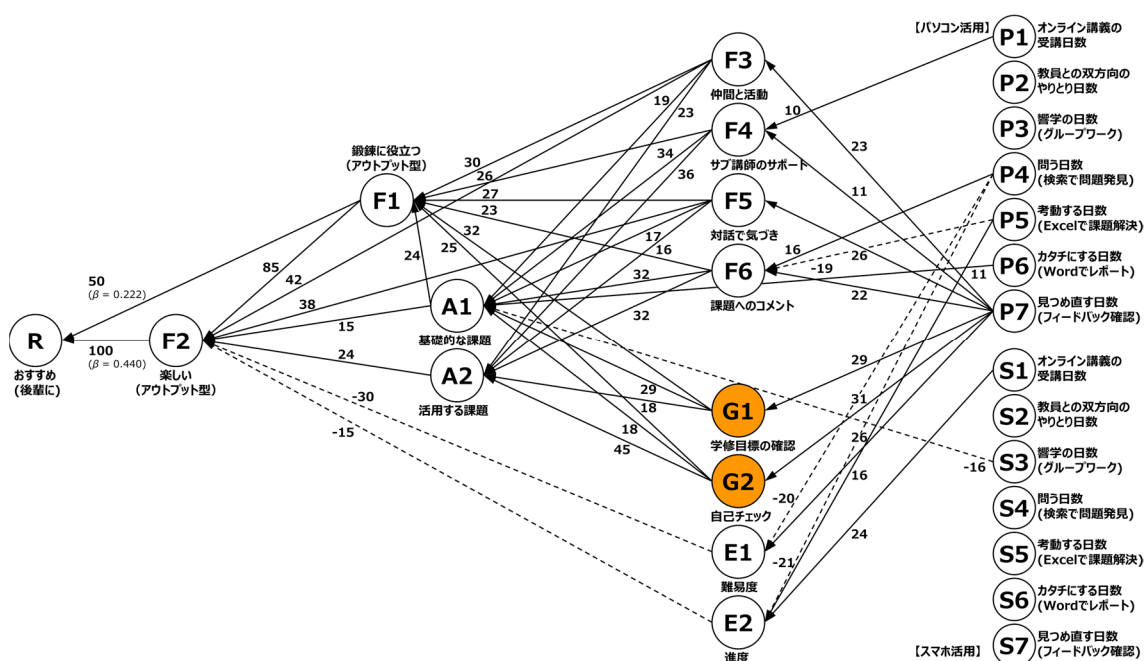 【パソコン活用】
P1
オンライン講義の
受講日数
P2
教員との双方向の
やりとり日数
P3
響学の日数
(グループワーク)
P4
問う日数
(検索で問題発見)
P5
考動する日数
(Excelで課題解決)
P6
カタチにする日数
(Wordでレポート)
P7
見つめ直す日数
(フィードバック確認)
S1
オンライン講義の
受講日数
S2
教員との双方向の
やりとり日数
S3
響学の日数
(グループワーク)
S4
問う日数
(検索で問題発見)
S5
考動する日数
(Excelで課題解決)
S6
カタチにする日数
(Wordでレポート)
【スマホ活用】
S7
見つめ直す日数
(フィードバック確認)
F3
仲間と活動
F4
サブ講師のサポート
F5
対話で気づき
F6
課題へのコメント
G1
学修目標の確認
G2
自己チェック
E1
難易度
E2
進度
鍛錬に役立つ
(アウトプット型)
F1
A1
基礎的な課題
A2
活用する課題
F2
楽しい
(アウトプット型)
R
おすすめ
(後輩に)
50
(β = 0.222)
100
(β = 0.440)
85
42
38
15
24
-30
-15
30
26
27
23
32
25
24
19
23
34
36
17
16
32
32
29
18
18
45
10
23
11
16
-19
26
11
22
29
31
26
16
-20
-21
24
-16